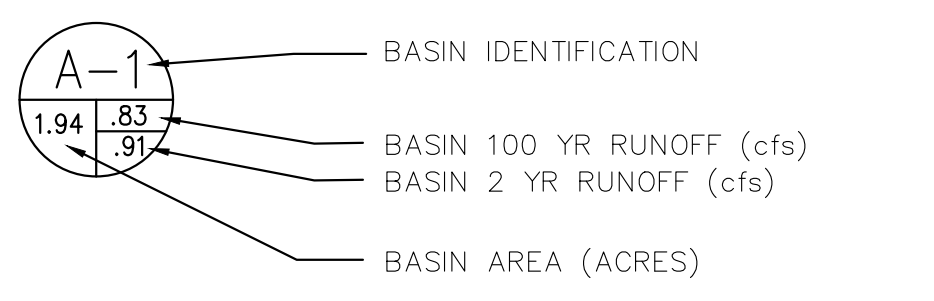 A-1
1.94
.83
.91
BASIN IDENTIFICATION
BASIN 100 YR RUNOFF (cfs)
BASIN 2 YR RUNOFF (cfs)
BASIN AREA (ACRES)